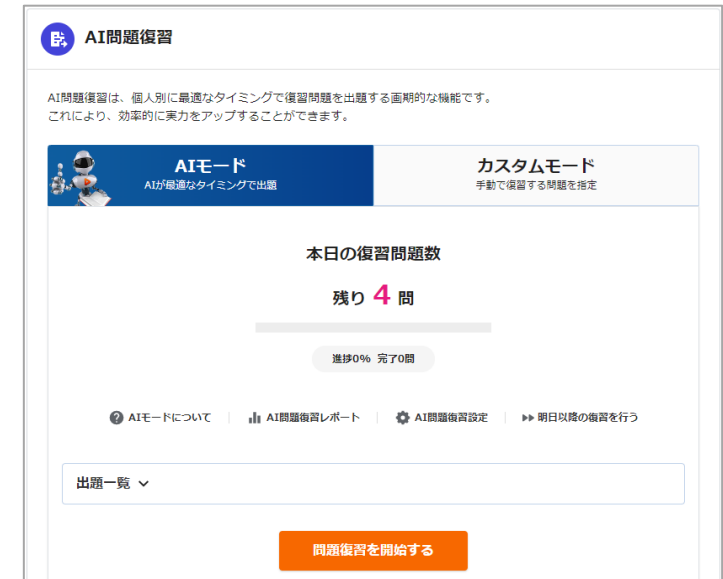 AI問題復習
AI問題復習は、個人別に最適なタイミングで復習問題を出題する画期的な機能です。
これにより、効率的に実力をアップすることができます。
AIモード
AIが最適なタイミングで出題
カスタムモード
手動で復習する問題を指定
本日の復習問題数
残り 4 問
進捗0% 完了0問
AIモードについて
AI問題復習レポート
AI問題復習設定
明日以降の復習を行う
出題一覧
問題復習を開始する